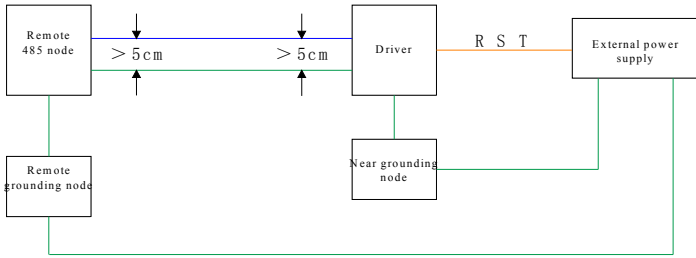 Remote
485 node
>5cm
>5cm
Driver
R S T
External power
supply
Remote
grounding node
Near grounding
node